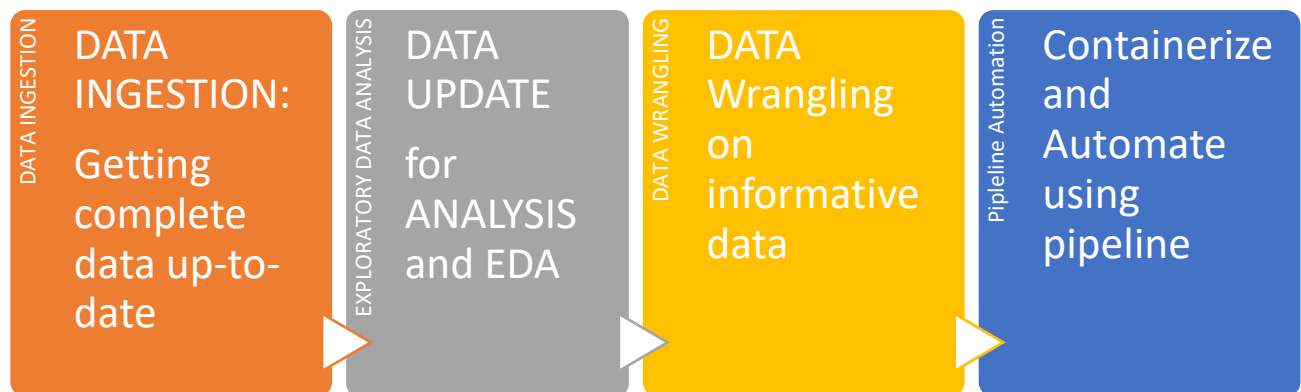 DATA INGESTION
DATA
INGESTION:
Getting
complete
data up-to-
date
EXPLORATORY DATA ANALYSIS
DATA
UPDATE
for
ANALYSIS
and EDA
DATA WRANGLING
DATA
Wrangling
on
informative
data
Pipleline Automation
Containerize
and
Automate
using
pipeline